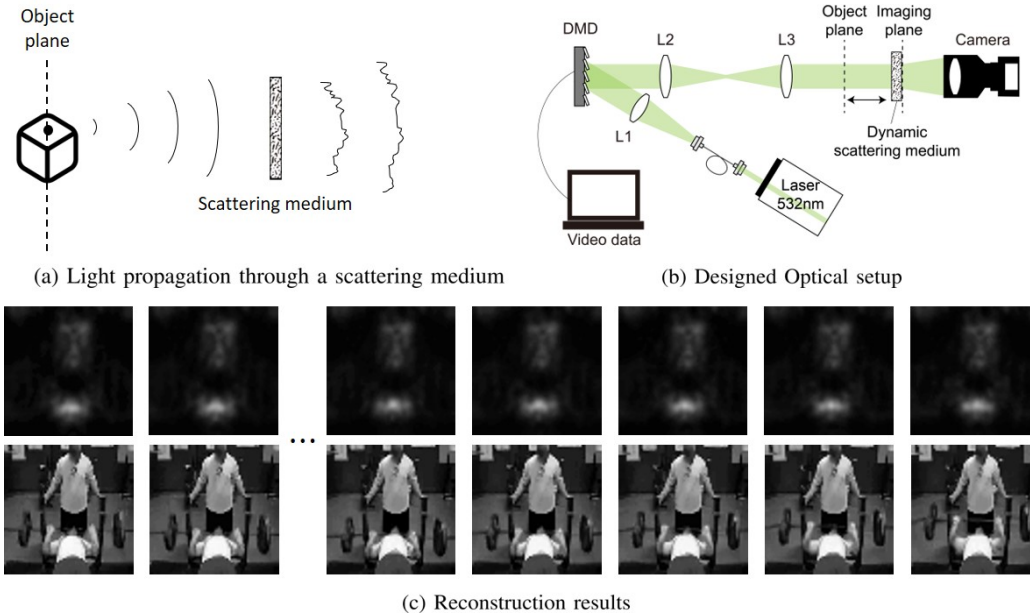 Object
plane
Scattering medium
(a) Light propagation through a scattering medium
DMD
L2
L3
Object
plane
Imaging
plane
Camera
L1
Dynamic
scattering medium
Laser
532nm
Video data
(b) Designed Optical setup
...
(c) Reconstruction results